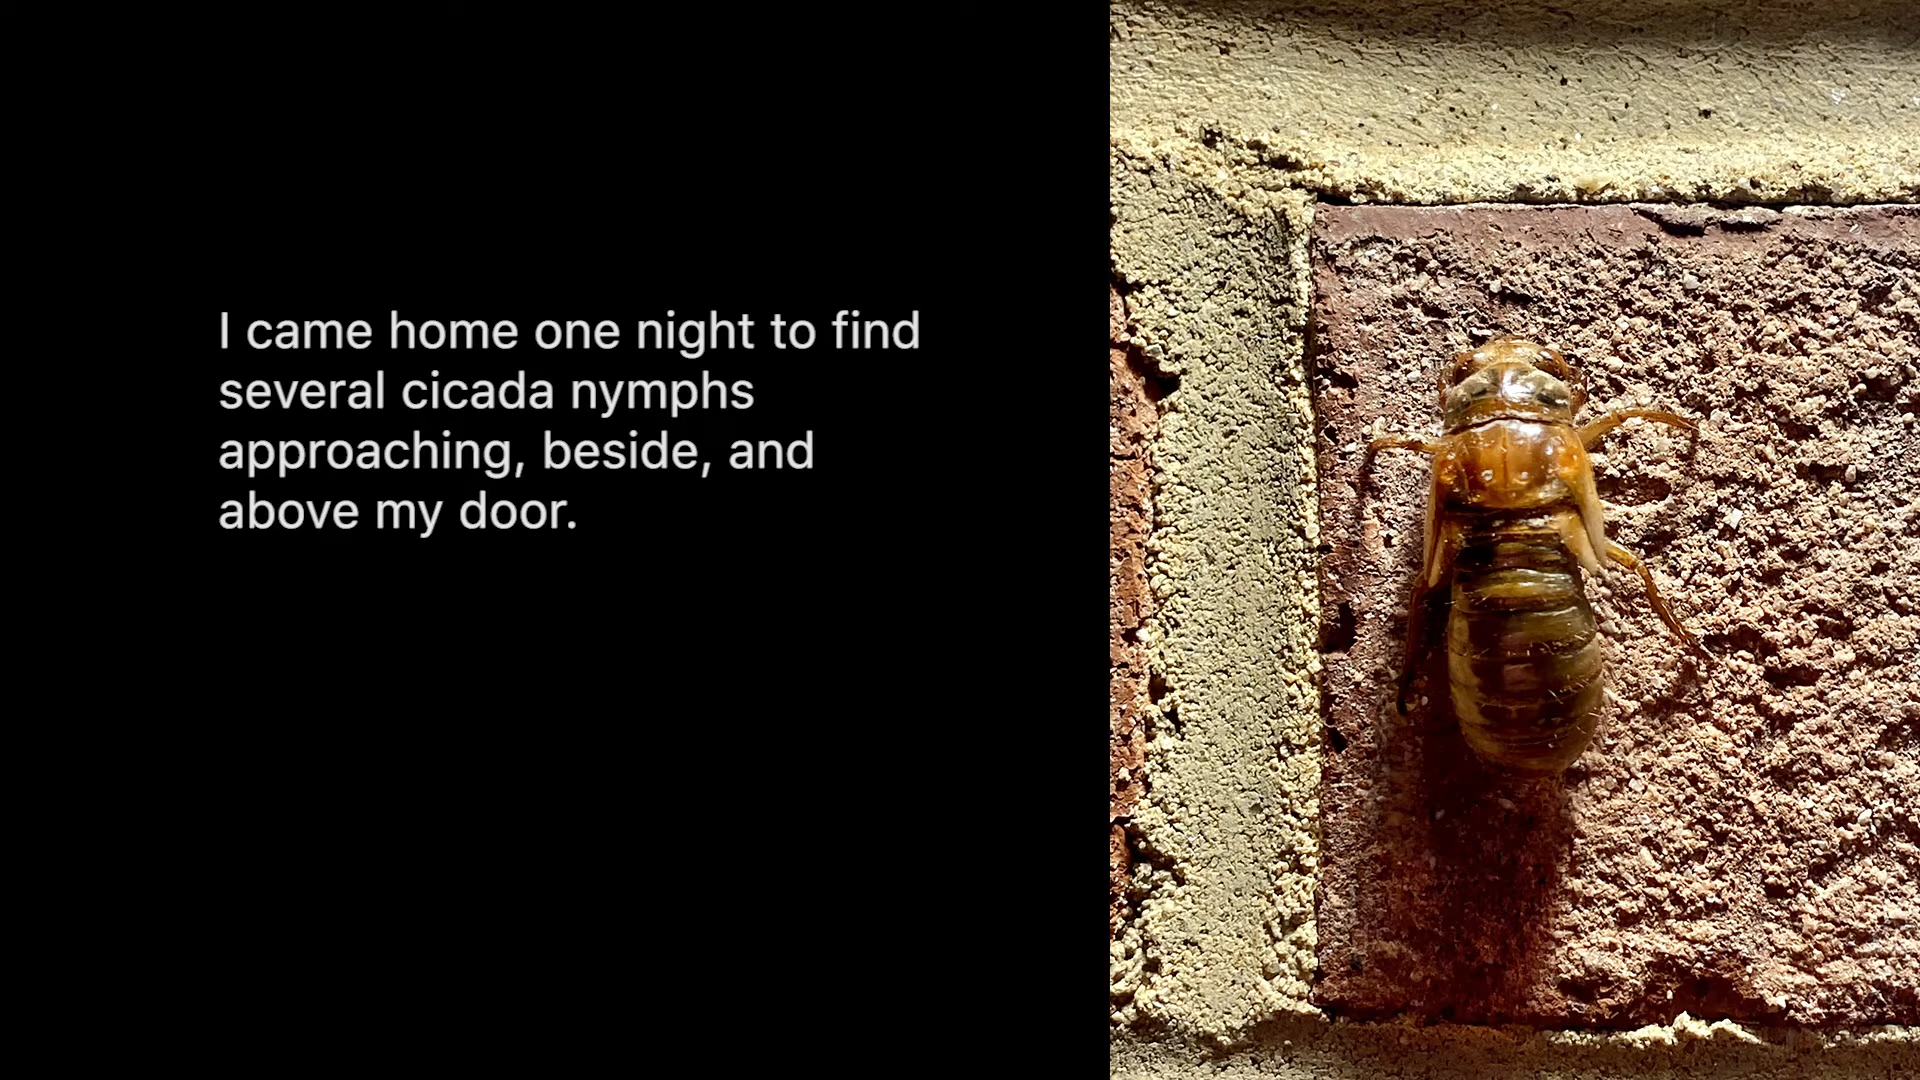 I came home one night to find
several cicada nymphs
approaching, beside, and
above my door.